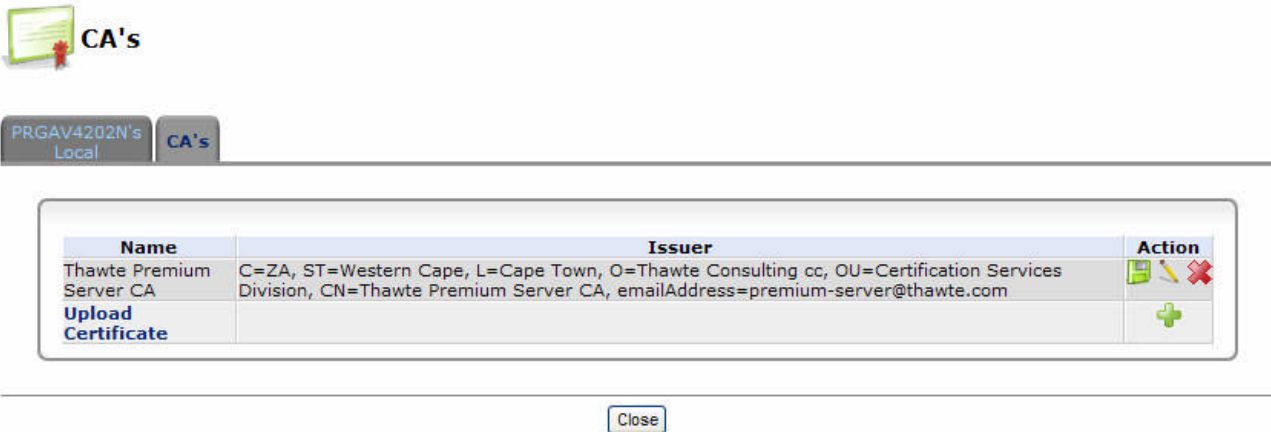 CA's
PRGAV4202N's
Local
CA's
Name Issuer Action
Thawte Premium
Server CA
C=ZA, ST=Western Cape, L=Cape Town, O=Thawte Consulting cc, OU=Certification Services
Division, CN=Thawte Premium Server CA, emailAddress=premium-server@thawte.com
Upload
Certificate
Close